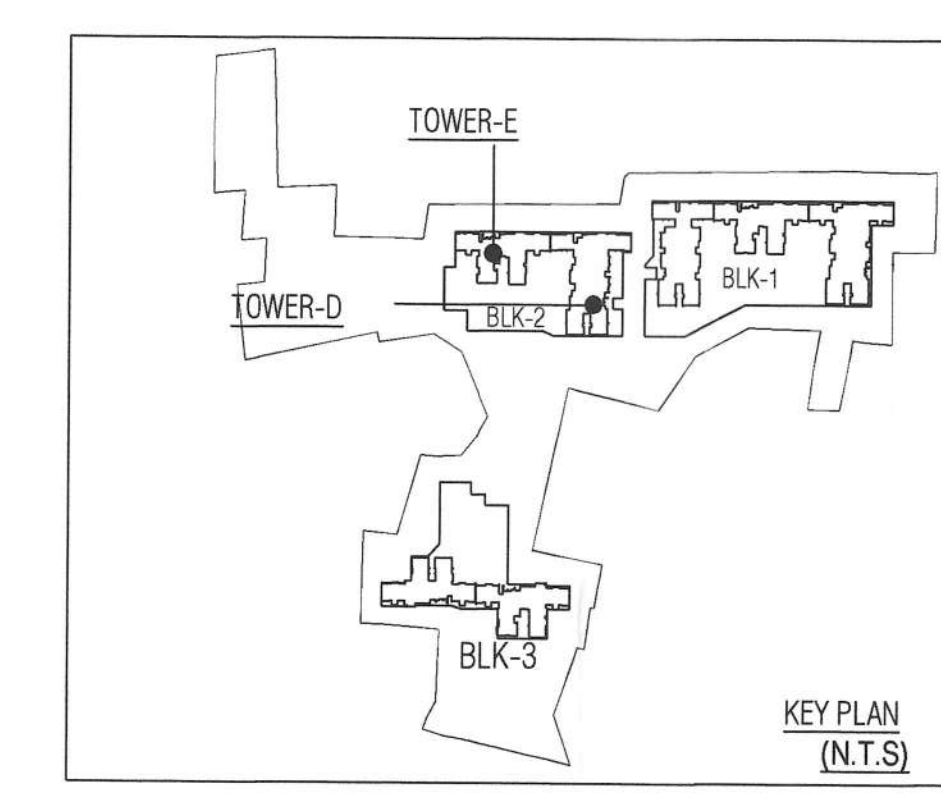 TOWER-E
BLK-1
TOWER-D
BLK-2
BLK-3
KEY PLAN
(N.T.S)